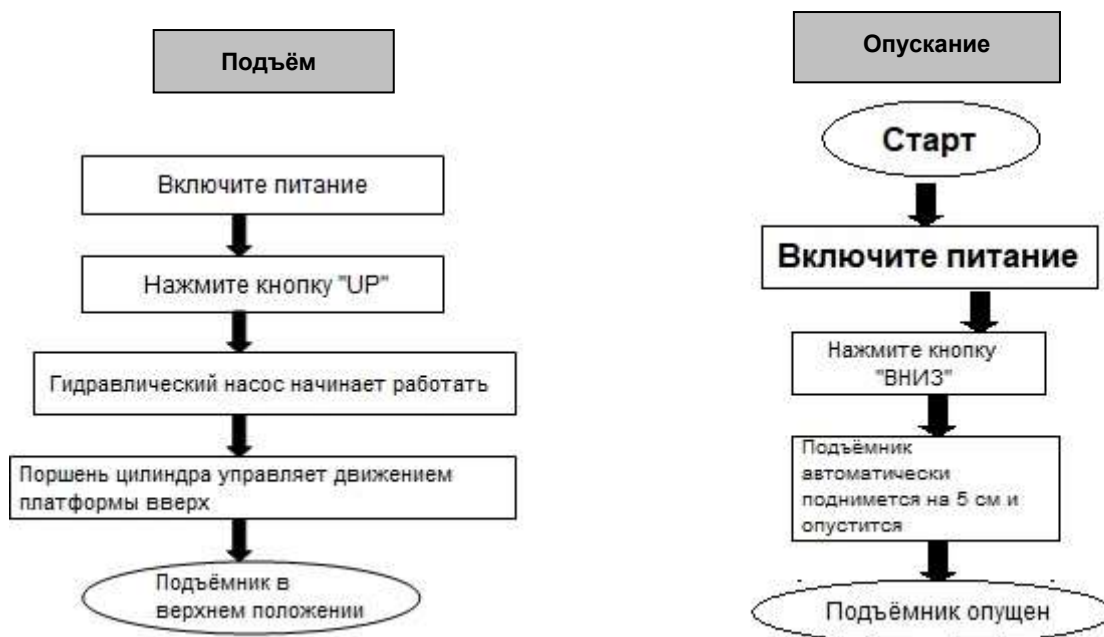 Подъём
Включите питание
Нажмите кнопку "UP"
Гидравлический насос начинает работать
Поршень цилиндра управляет движением
платформы вверх
Подъёмник в
верхнем положении
Опускание
Старт
Включите питание
Нажмите кнопку
"ВНИЗ"
Подъёмник
автоматически
поднимется на 5 см и
опустится
Подъёмник опущен